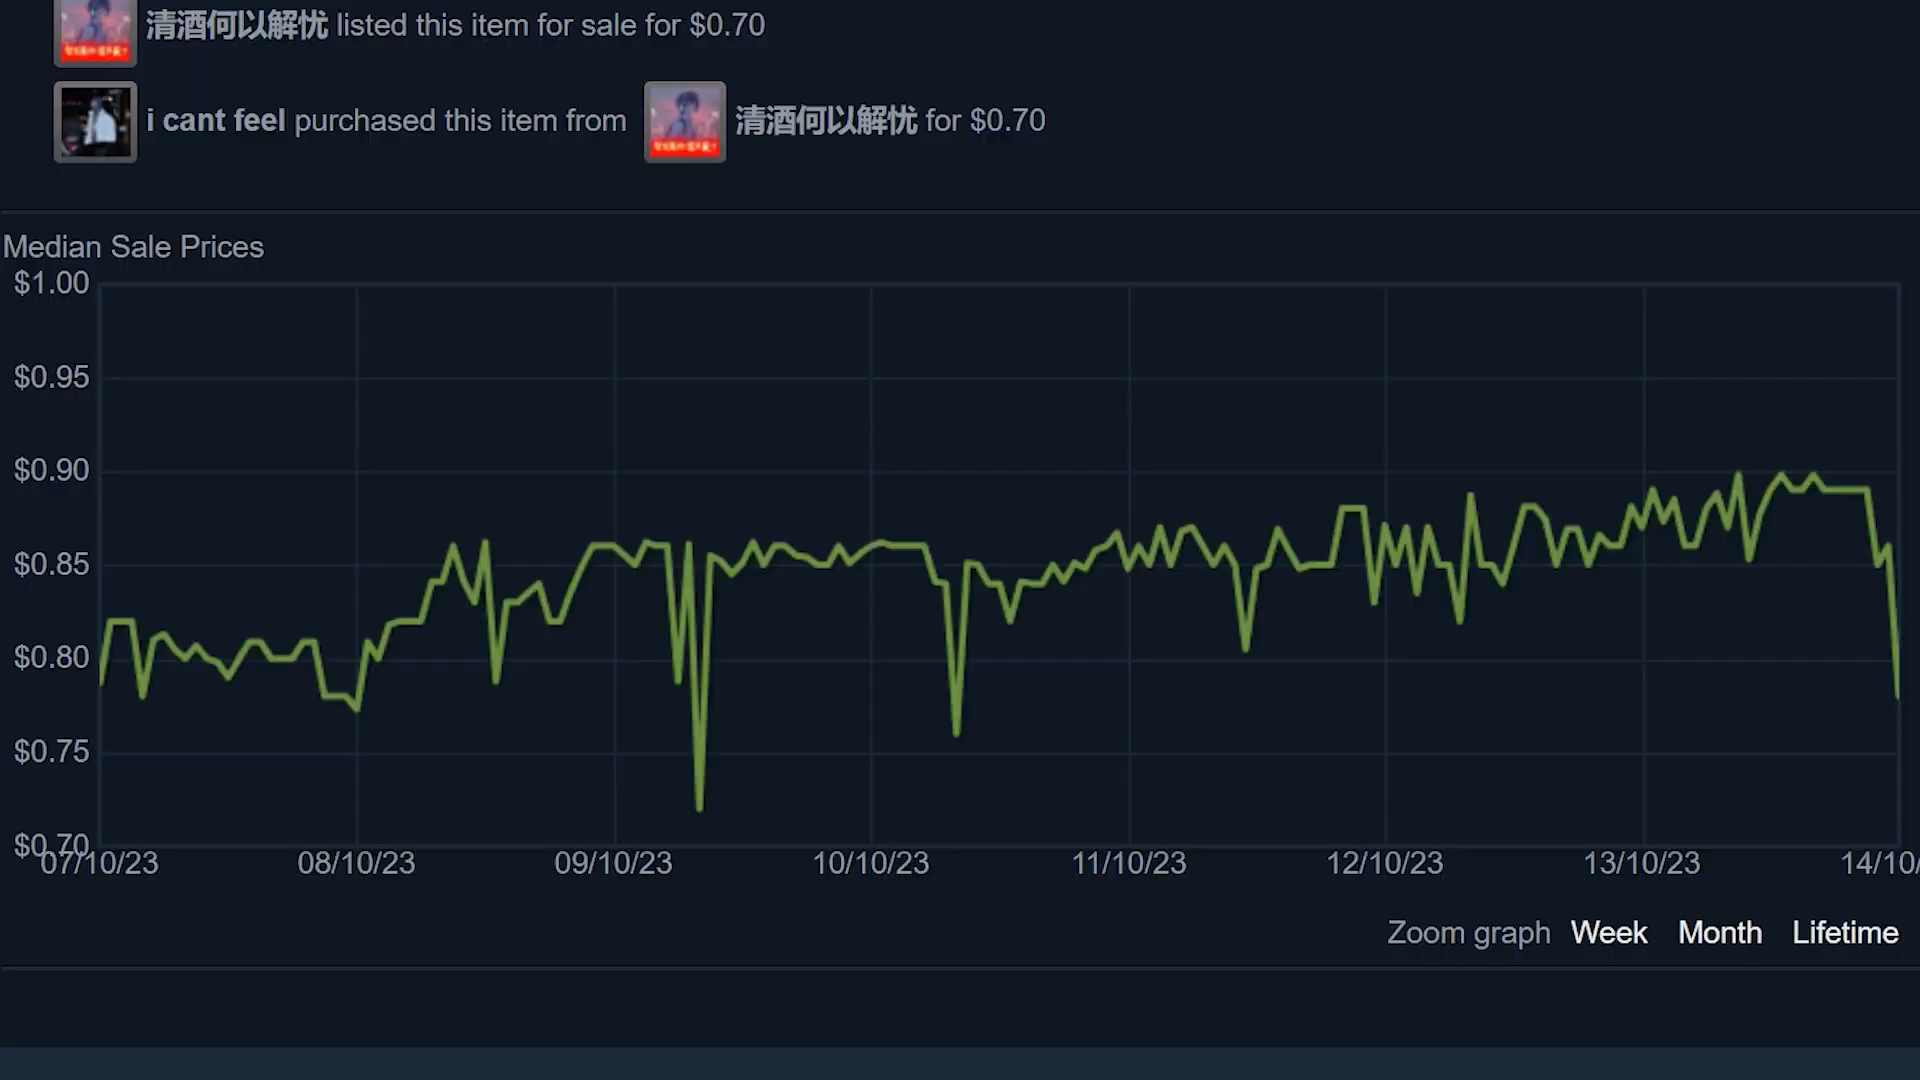 清酒何以解忧 listed this item for sale for $0.70
i cant feel purchased this item from 清酒何以解忧 for $0.70
Median Sale Prices
$1.00
$0.95
$0.90
$0.85
$0.80
$0.75
$0.70
07/10/23 08/10/23 09/10/23 10/10/23 11/10/23 12/10/23 13/10/23 14/10/
Zoom graph Week Month Lifetime